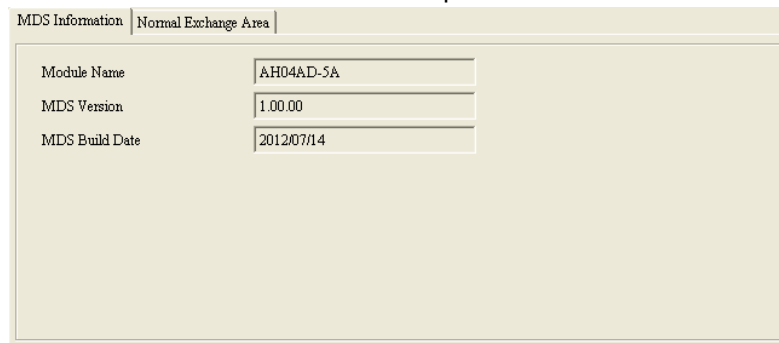 MDS Information Normal Exchange Area
Module Name AH04AD-5A
MDS Version 1.00.00
MDS Build Date 2012/07/14